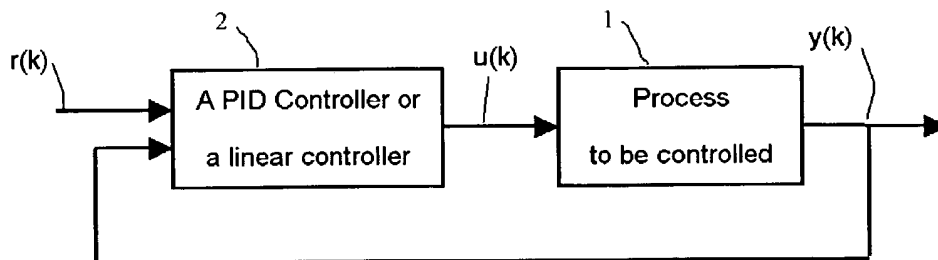 2
1
r(k)
u(k)
y(k)
A PID Controller or
a linear controller
Process
to be controlled